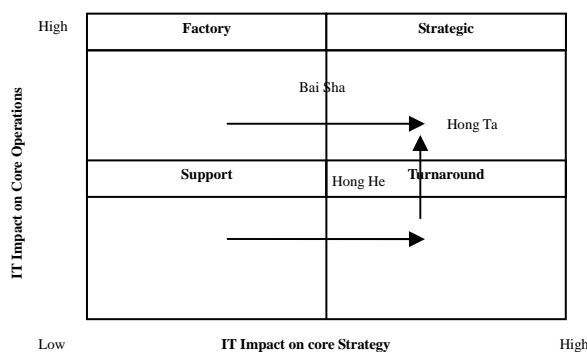 High
Factory
Strategic
Bai Sha
Hong Ta
Support
Turnaround
Hong He
IT Impact on Core Operations
Low
IT Impact on core Strategy
High